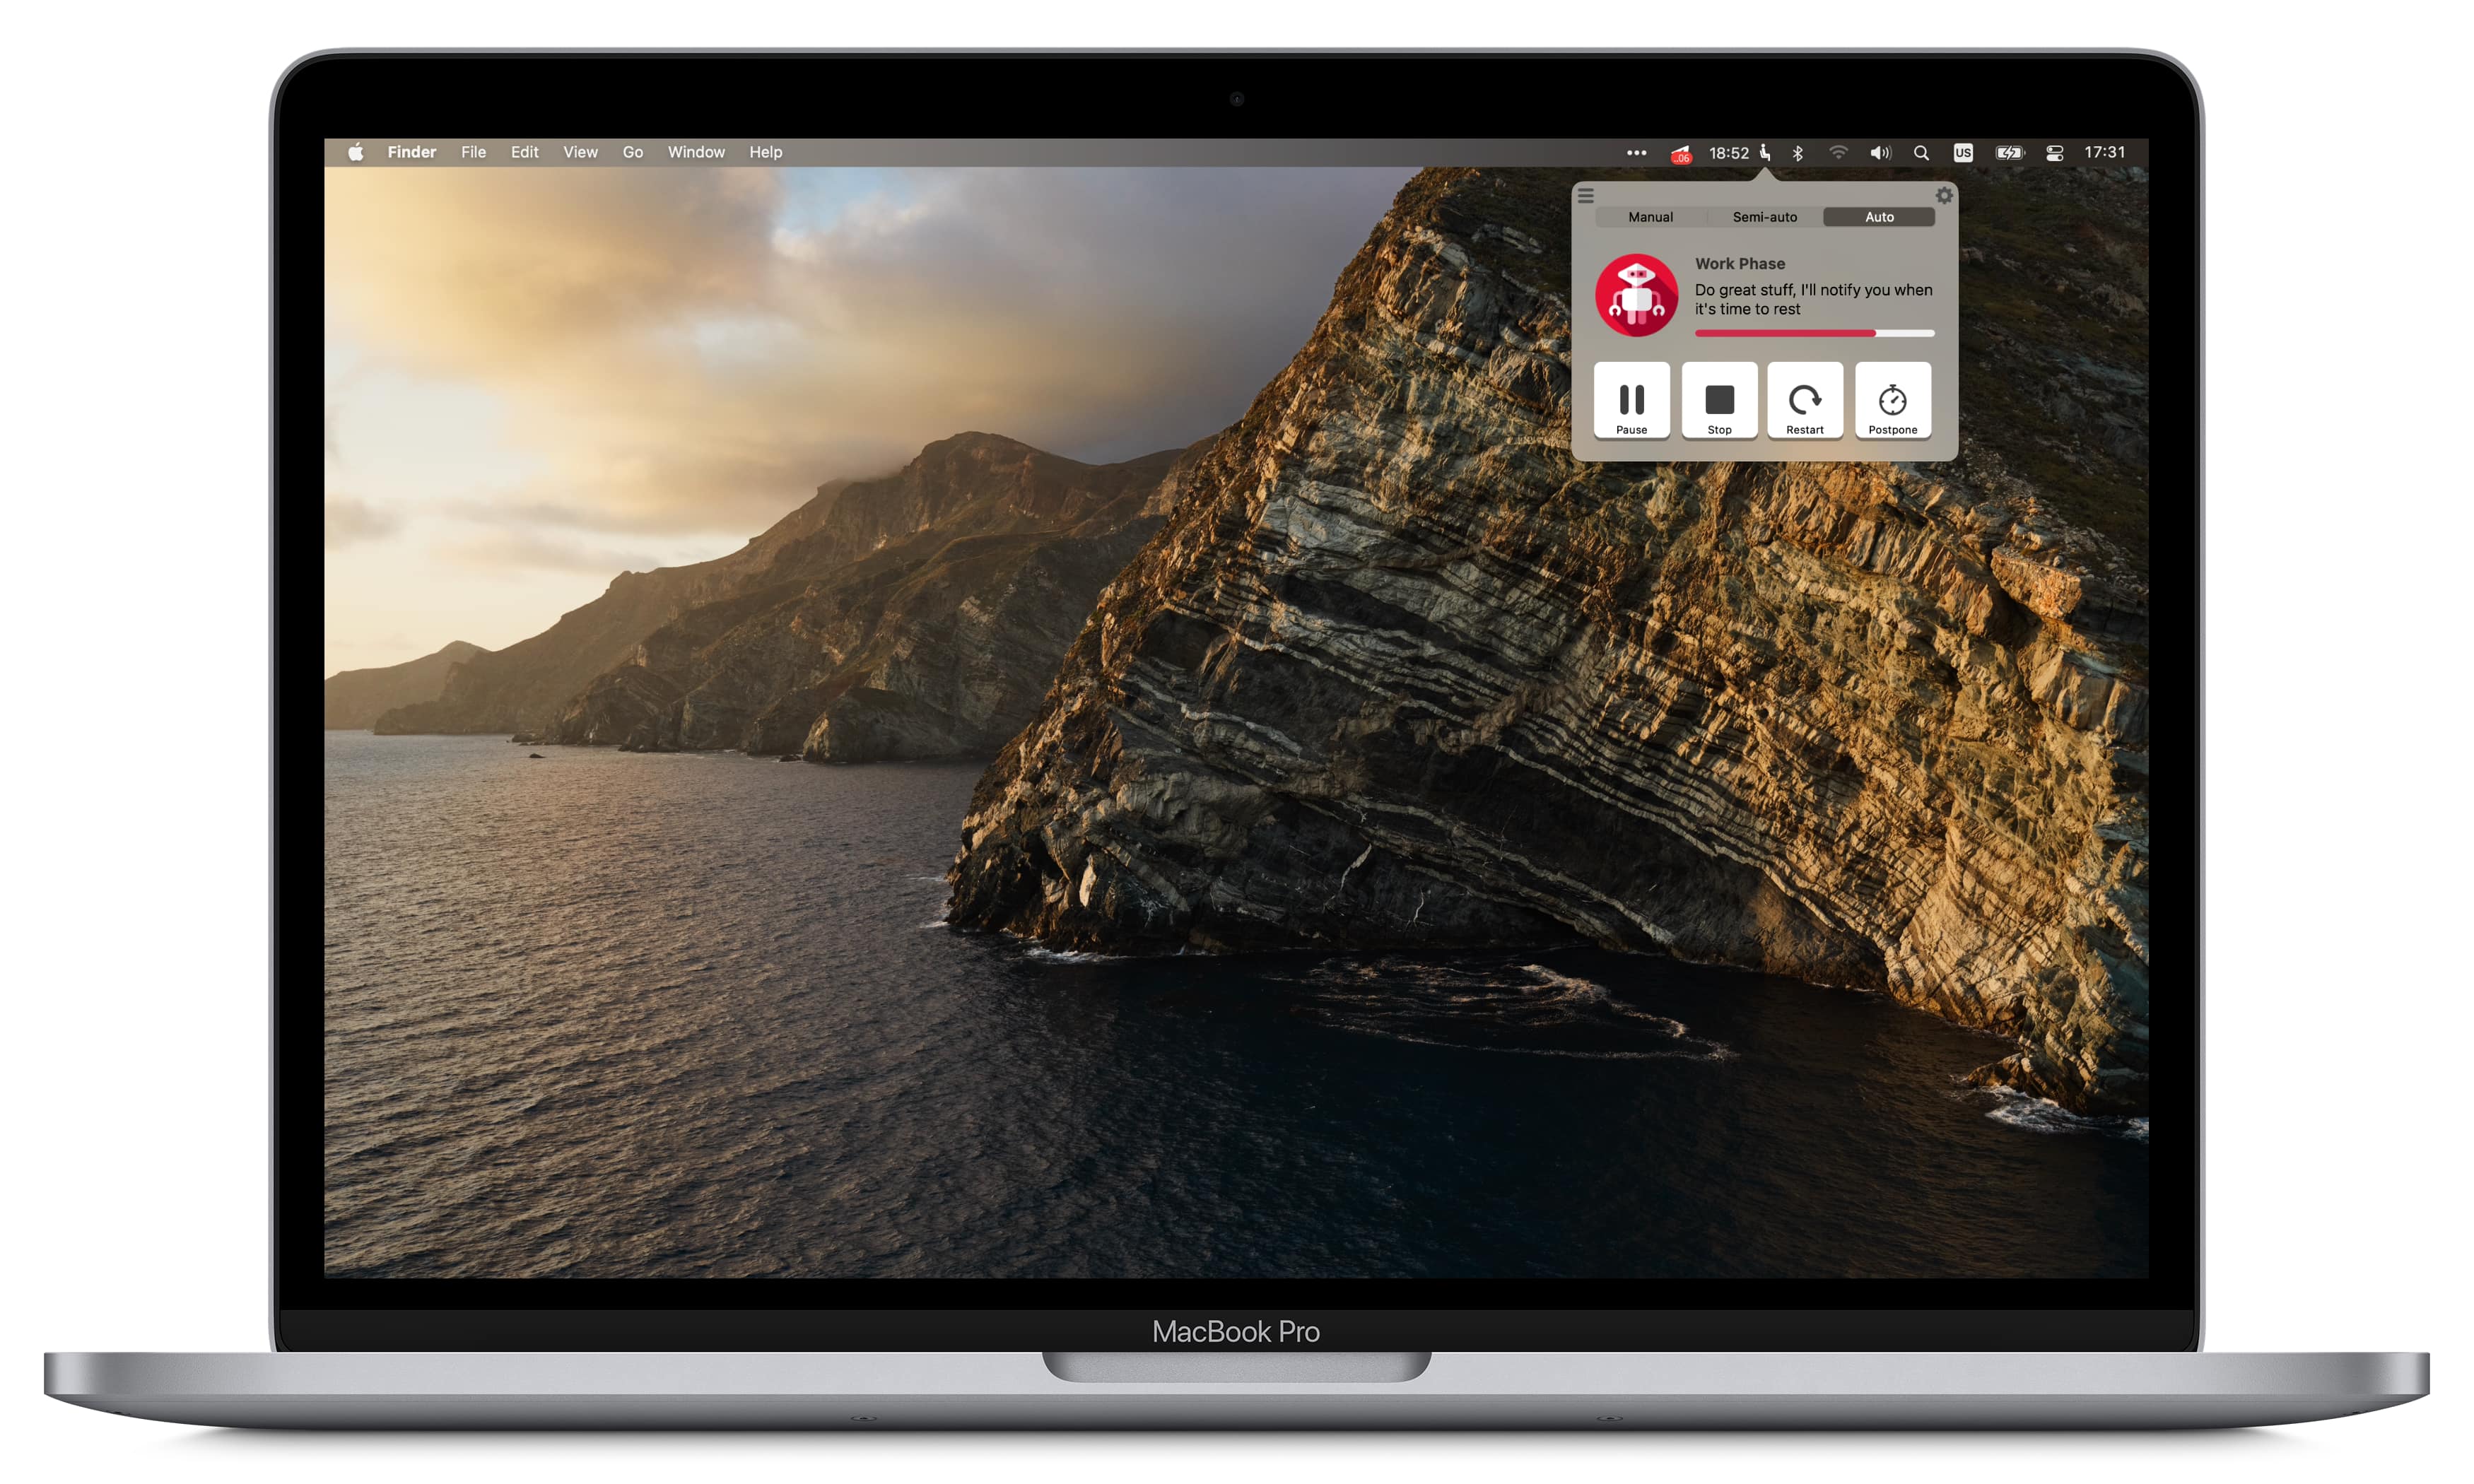 Finder File Edit View Go Window Help
••• .06 18:52 US 17:31
Manual Semi-auto Auto
Work Phase
Do great stuff, I'll notify you when
it's time to rest
Pause Stop Restart Postpone
MacBook Pro